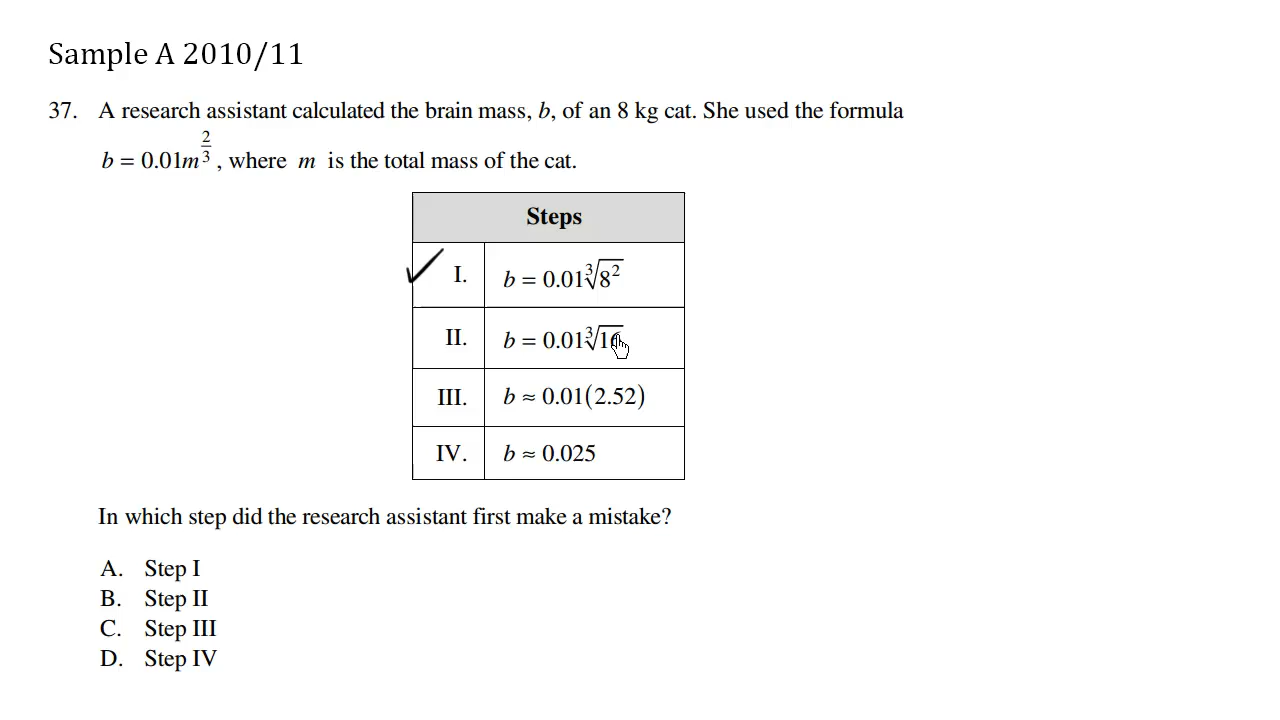 Sample A 2010/11
37. A research assistant calculated the brain mass, b, of an 8 kg cat. She used the formula
b = 0.01m^{2/3}, where m is the total mass of the cat.
Steps
I. b = 0.01∛8²
II. b = 0.01∛16
III. b ≈ 0.01(2.52)
IV. b ≈ 0.025
In which step did the research assistant first make a mistake?
A. Step I
B. Step II
C. Step III
D. Step IV